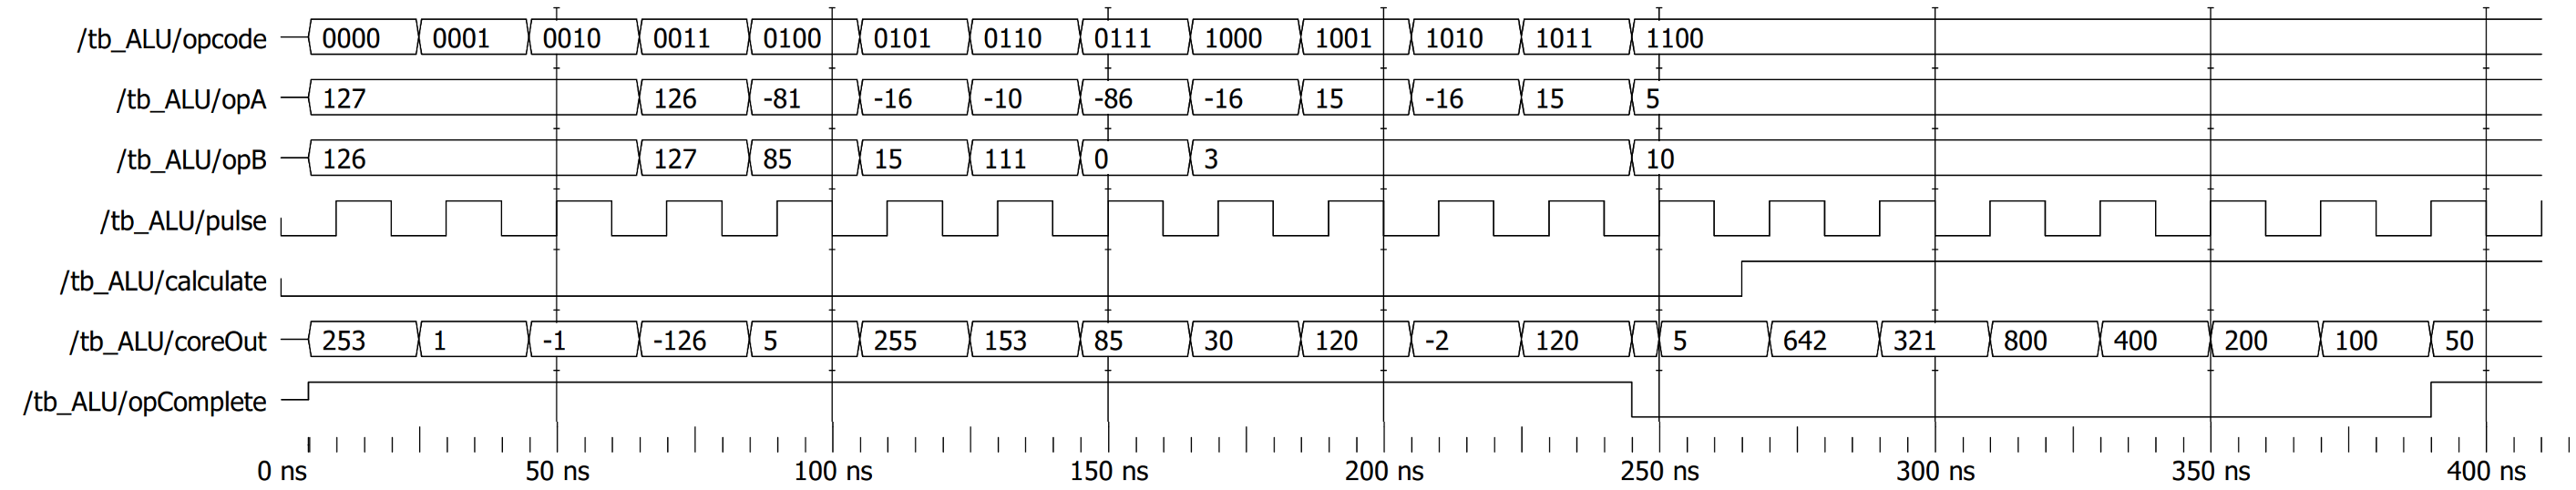 /tb_ALU/opcode 0000 0001 0010 0011 0100 0101 0110 0111 1000 1001 1010 1011 1100
/tb_ALU/opA 127 126 -81 -16 -10 -86 -16 15 -16 15 5
/tb_ALU/opB 126 127 85 15 111 0 3 10
/tb_ALU/pulse
/tb_ALU/calculate
/tb_ALU/coreOut 253 1 -1 -126 5 255 153 85 30 120 -2 120 5 642 321 800 400 200 100 50
/tb_ALU/opComplete
0 ns 50 ns 100 ns 150 ns 200 ns 250 ns 300 ns 350 ns 400 ns